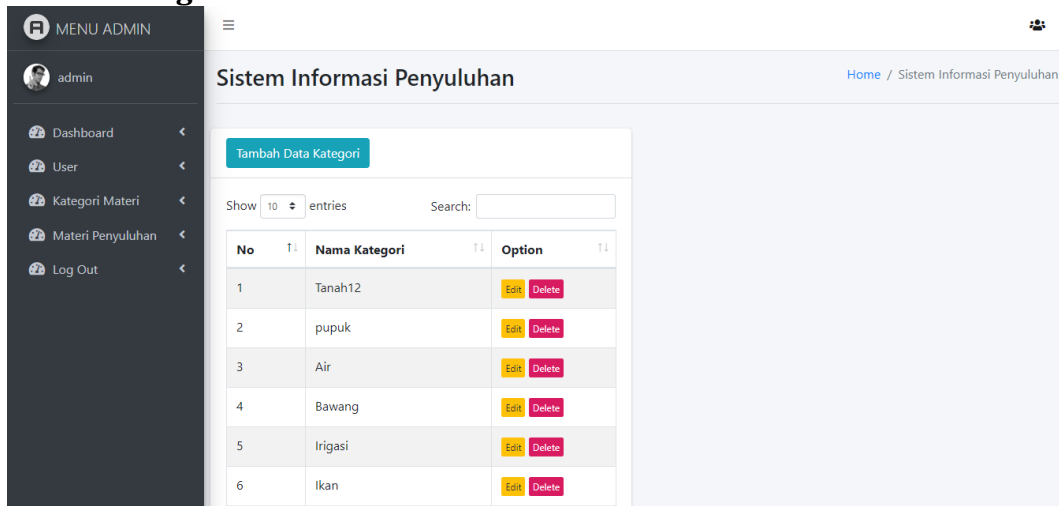 MENU ADMIN
admin
Dashboard
User
Kategori Materi
Materi Penyuluhan
Log Out
Sistem Informasi Penyuluhan
Home / Sistem Informasi Penyuluhan
Tambah Data Kategori
Show 10 entries Search:
No Nama Kategori Option
1 Tanah12 Edit Delete
2 pupuk Edit Delete
3 Air Edit Delete
4 Bawang Edit Delete
5 Irigasi Edit Delete
6 Ikan Edit Delete